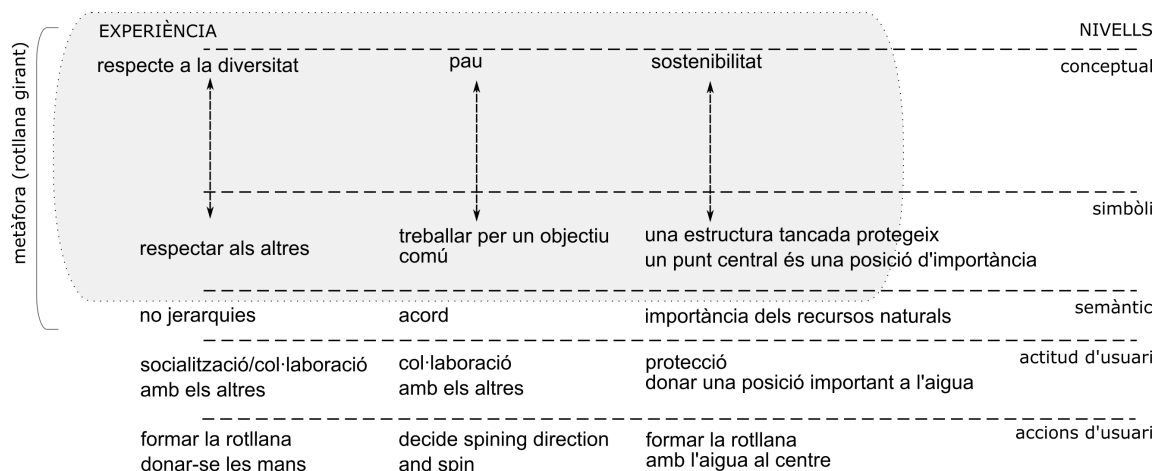 EXPERIÈNCIA
NIVELLS
respecte a la diversitat
pau
sostenibilitat
conceptual
metàfora (rotllana girant)
simbòli
respectar als altres
treballar per un objectiu
comú
una estructura tancada protegeix
un punt central és una posició d'importància
semàntic
no jerarquies
acord
importància dels recursos naturals
actitud d'usuari
socialització/col·laboració
amb els altres
col·laboració
amb els altres
protecció
donar una posició important a l'aigua
accions d'usuari
formar la rotllana
donar-se les mans
decide spining direction
and spin
formar la rotllana
amb l'aigua al centre